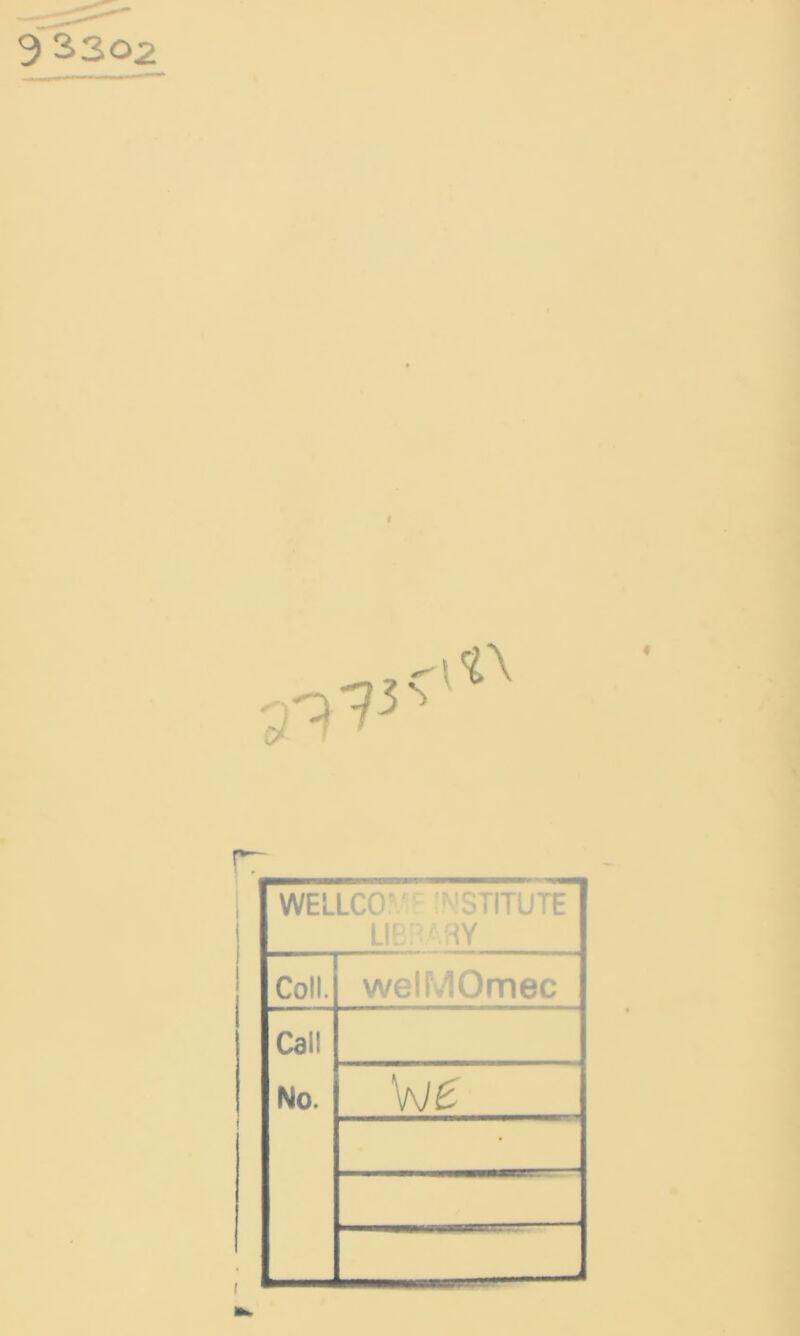 93302
WELLCOME INSTITUTE
LIBRARY
Coll. welMOmec
Call
No. WE